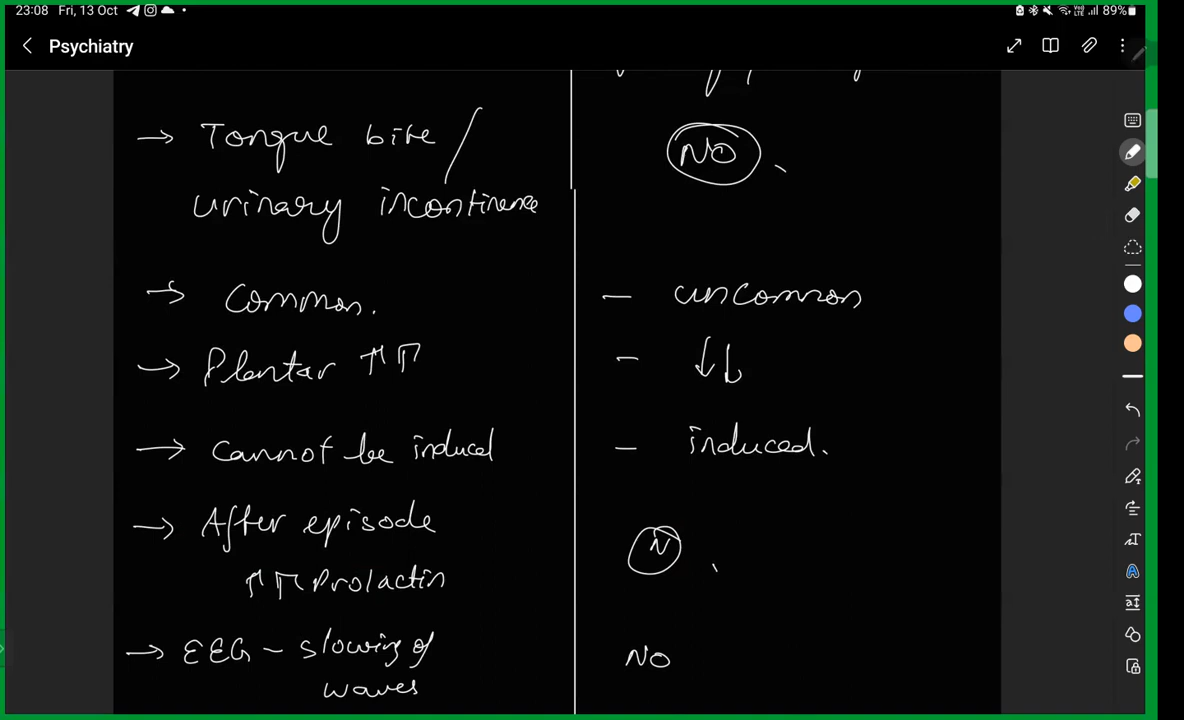 23:08 Fri, 13 Oct
89%
Psychiatry
→ Tongue bite /
NO
urinary incontinence
→ Common.
- uncommon
→ Plantar ↑↑
- ↓↓
→ Cannot be induced
- induced.
→ After episode
N
↑↑ Prolactin
→ EEG - slowing of
NO
waves